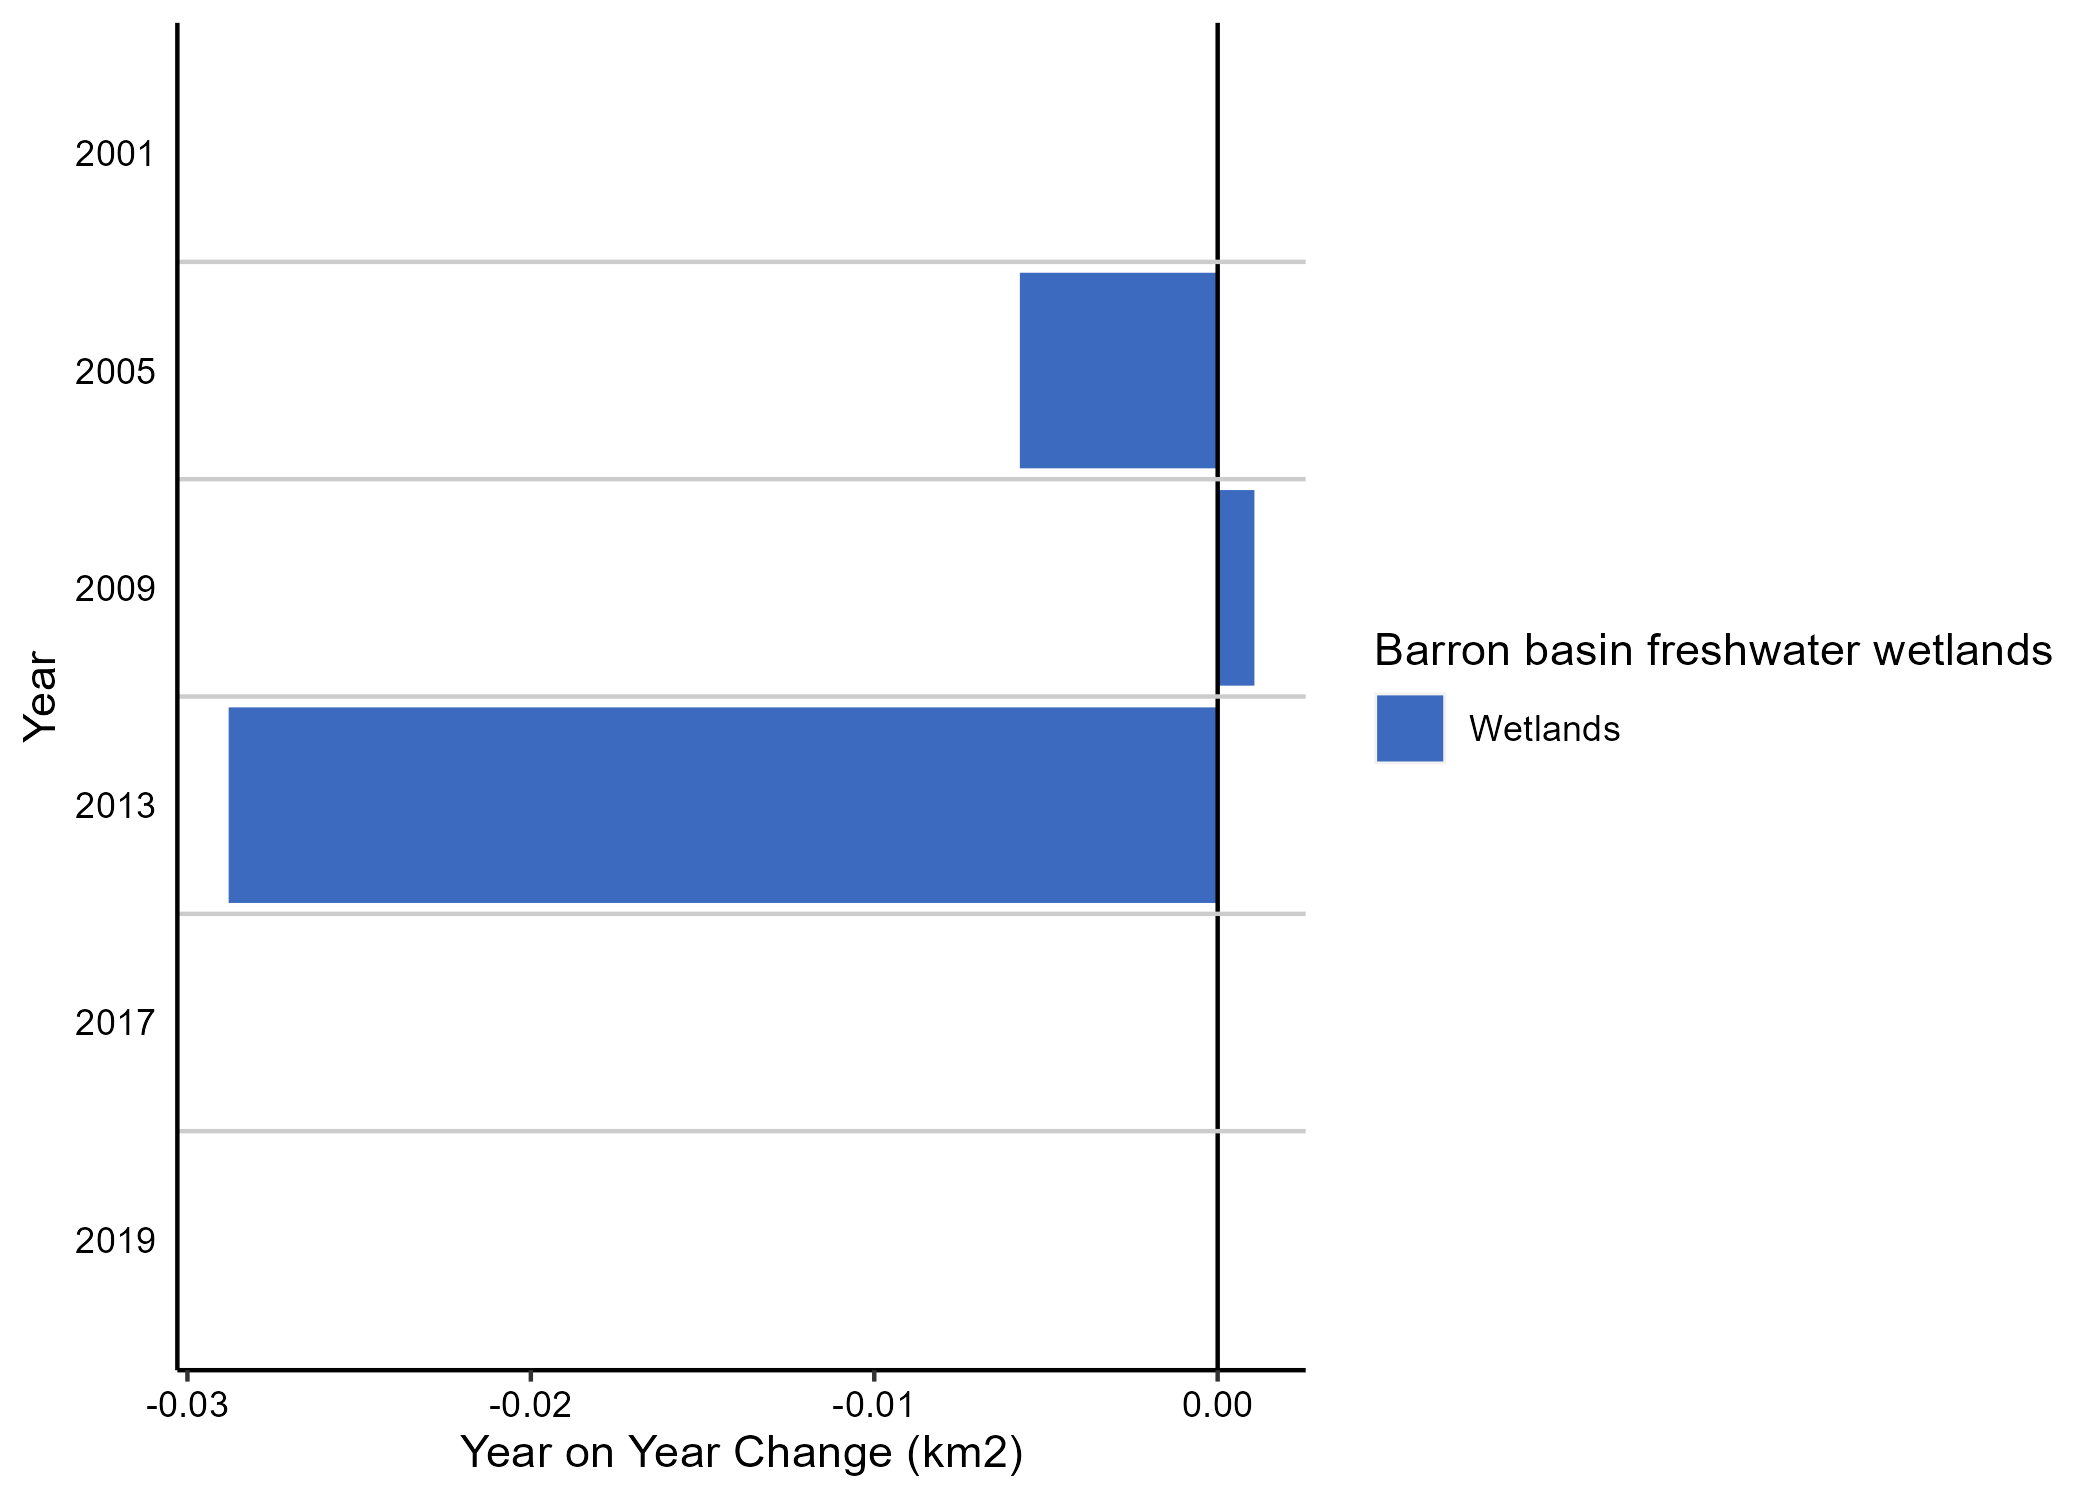 2001
2005
2009
2013
2017
2019
Year
-0.03
-0.02
-0.01
0.00
Year on Year Change (km2)
Barron basin freshwater wetlands
Wetlands